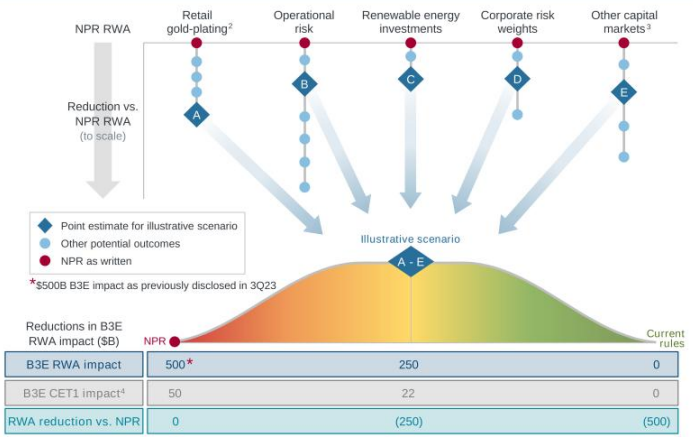 Retail
gold-plating2
Operational
risk
Renewable energy
investments
Corporate risk
weights
Other capital
markets3
NPR RWA
Reduction vs.
NPR RWA
(to scale)
A
B
C
D
E
Point estimate for illustrative scenario
Other potential outcomes
NPR as written
*$500B B3E impact as previously disclosed in 3Q23
Illustrative scenario
A - E
Reductions in B3E
RWA impact ($B)
NPR
Current
rules
B3E RWA impact 500* 250 0
B3E CET1 impact4 50 22 0
RWA reduction vs. NPR 0 (250) (500)